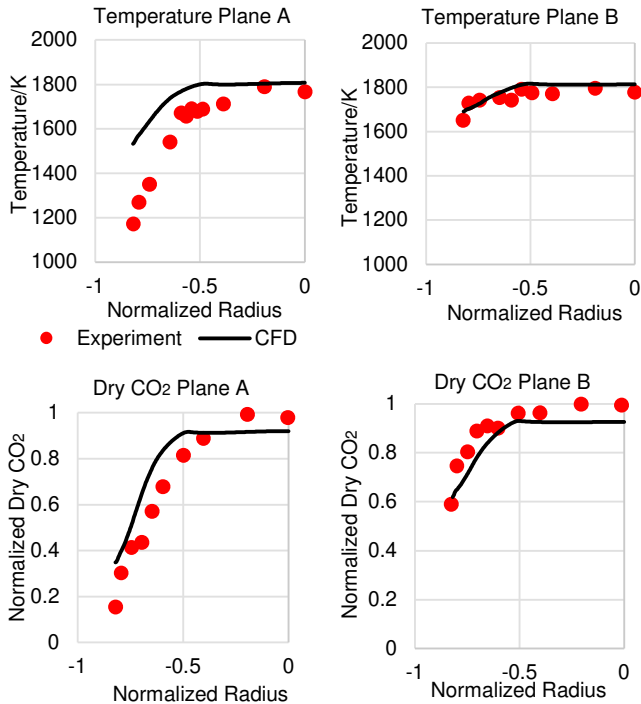 Temperature Plane A
Temperature/K
2000
1800
1600
1400
1200
1000
-1
-0.5
0
Normalized Radius
Temperature Plane B
Temperature/K
2000
1800
1600
1400
1200
1000
-1
-0.5
0
Normalized Radius
Experiment
CFD
Dry CO2 Plane A
Normalized Dry CO2
1
0.8
0.6
0.4
0.2
0
-1
-0.5
0
Normalized Radius
Dry CO2 Plane B
Normalized Dry CO2
1
0.8
0.6
0.4
0.2
0
-1
-0.5
0
Normalized Radius